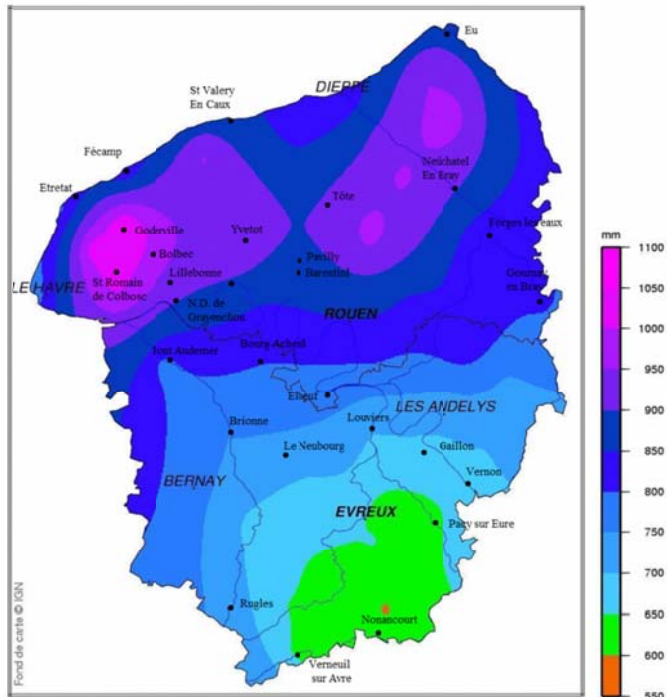 Eu
DIEPPE
St Valery
En Caux
Fécamp
Neufchatel
En Bray
Etretat
Tôte
Goderville
Yvetot
Forges les eaux
Bolbec
Pavilly
mm
St Romain
de Colbosc
Lillebonne
Barentin
Gournay
en Bray
1100
LE HAVRE
N.D. de
Gravenchon
ROUEN
1050
Pont Audemer
Bourg Achard
1000
950
Elbeuf
LES ANDELYS
900
Brionne
Louviers
850
Le Neubourg
Gaillon
800
BERNAY
Vernon
750
EVREUX
Pacy sur Eure
700
Rugles
Nonancourt
650
Verneuil
sur Avre
600
550
Fond de carte © IGN